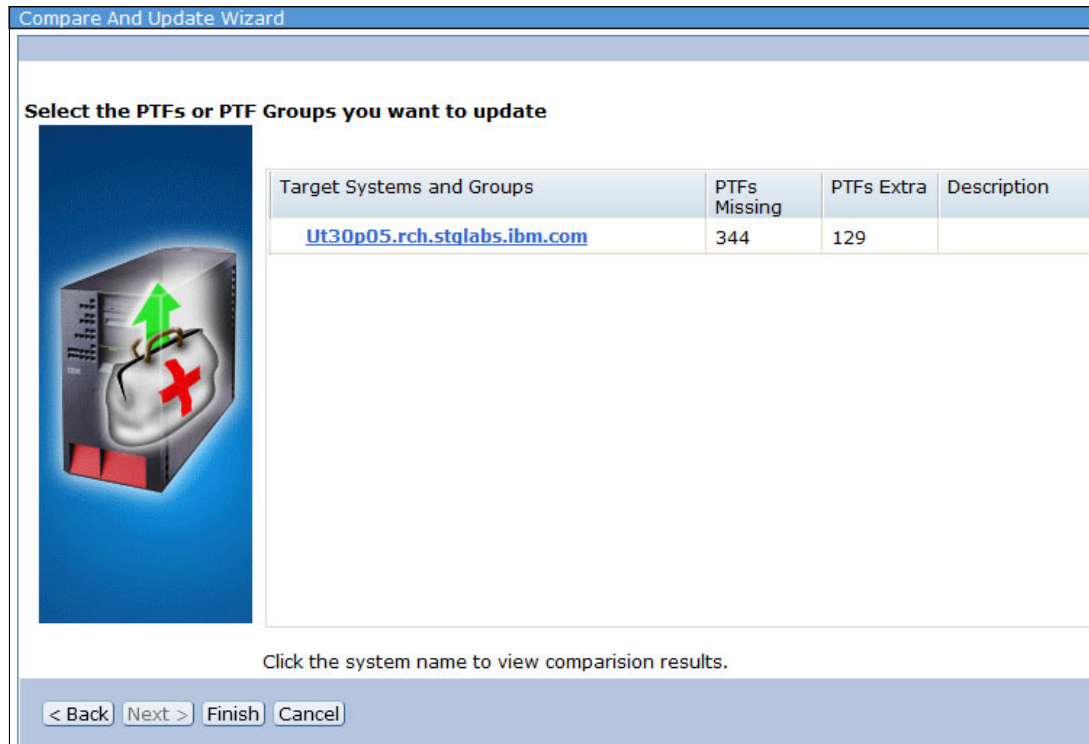 Compare And Update Wizard
Select the PTFs or PTF Groups you want to update
Target Systems and Groups
PTFs Missing
PTFs Extra
Description
Ut30p05.rch.stglabs.ibm.com
344
129
IBM
Click the system name to view comparision results.
< Back
Next >
Finish
Cancel